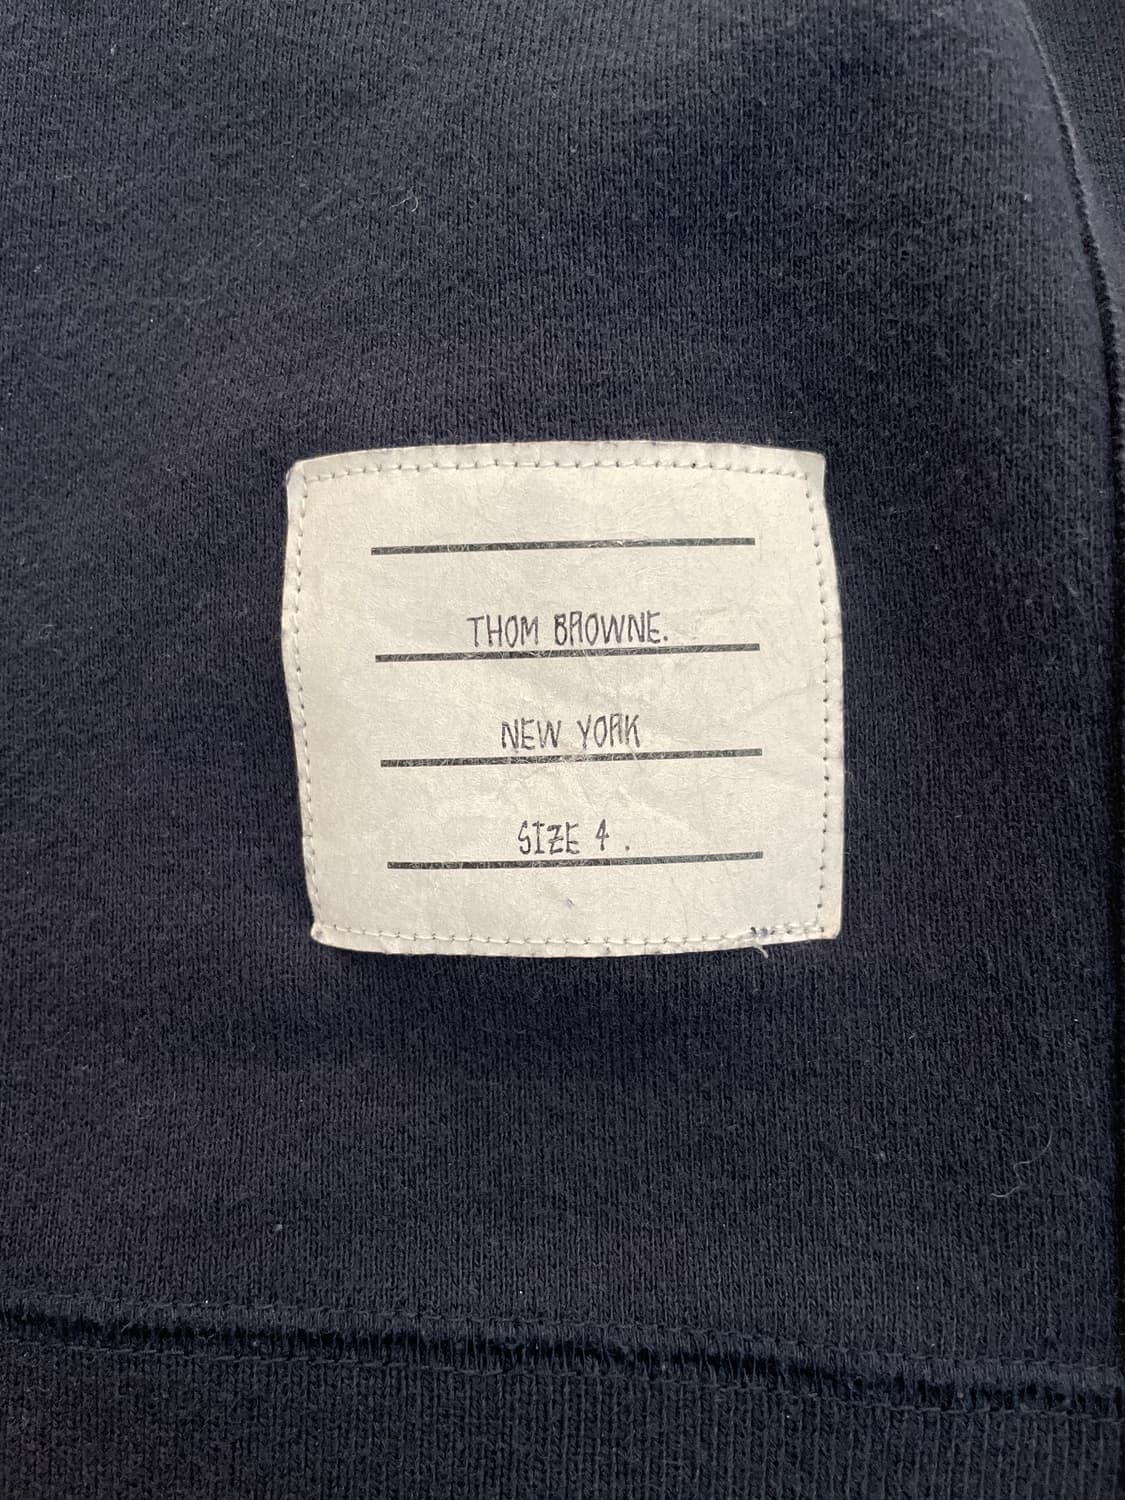 THOM BROWNE.
NEW YORK
SIZE 4 .